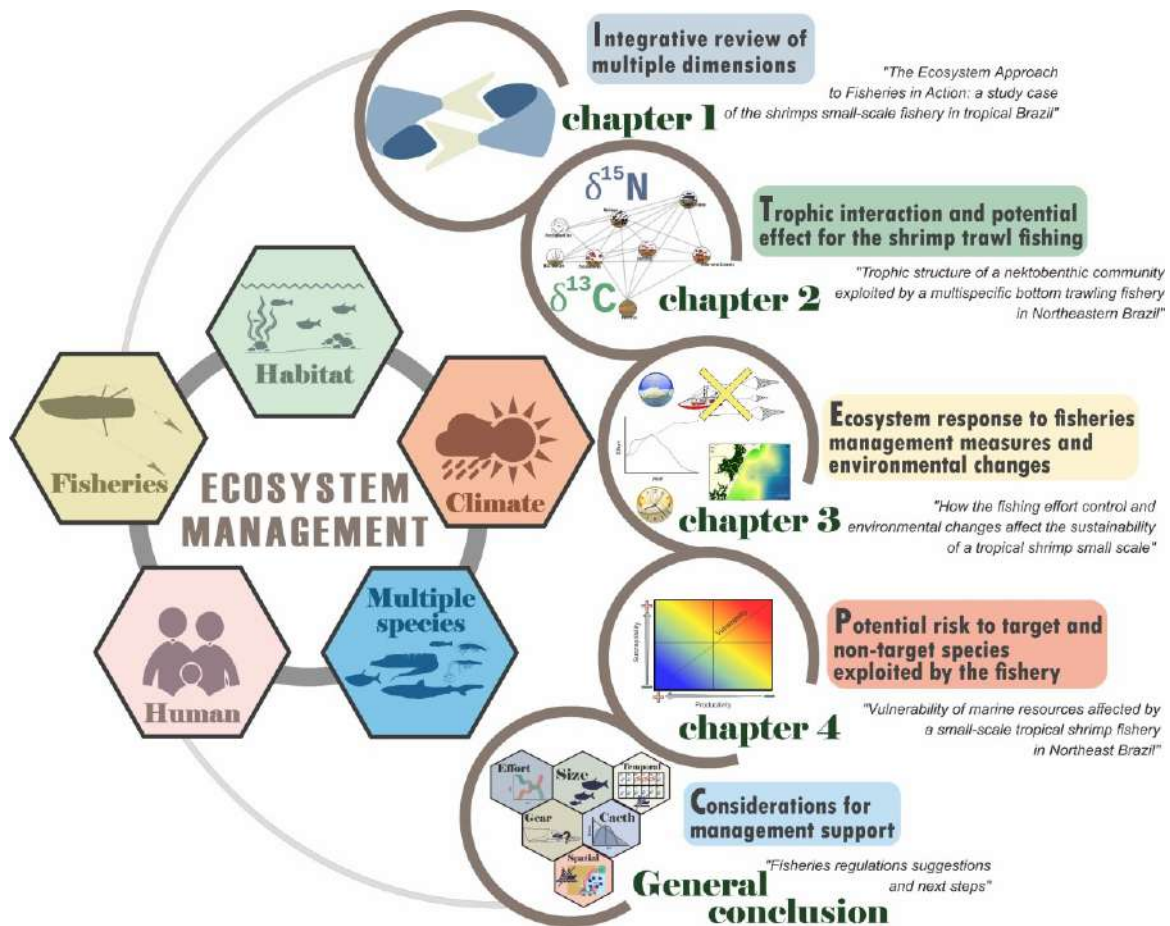 Integrative review of
multiple dimensions
"The Ecosystem Approach
to Fisheries in Action: a study case
of the shrimps small-scale fishery in tropical Brazil"
chapter 1
δ15N
δ13C
Trophic interaction and potential
effect for the shrimp trawl fishing
"Trophic structure of a nektobenthic community
exploited by a multispecific bottom trawling fishery
in Northeastern Brazil"
chapter 2
Habitat
Fisheries
Climate
ECOSYSTEM
MANAGEMENT
Human
Multiple
species
Ecosystem response to fisheries
management measures and
environmental changes
"How the fishing effort control and
environmental changes affect the sustainability
of a tropical shrimp small scale"
chapter 3
Potential risk to target and
non-target species
exploited by the fishery
"Vulnerability of marine resources affected by
a small-scale tropical shrimp fishery
in Northeast Brazil"
Susceptibility
Vulnerability
Productivity
+
-
+
-
chapter 4
Effort
Size
Temporal
Gear
Cacth
Spatial
Considerations for
management support
"Fisheries regulations suggestions
and next steps"
General
conclusion